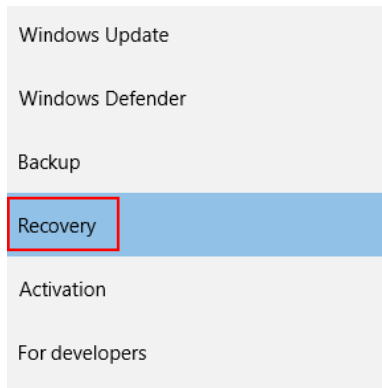 Windows Update
Windows Defender
Backup
Recovery
Activation
For developers